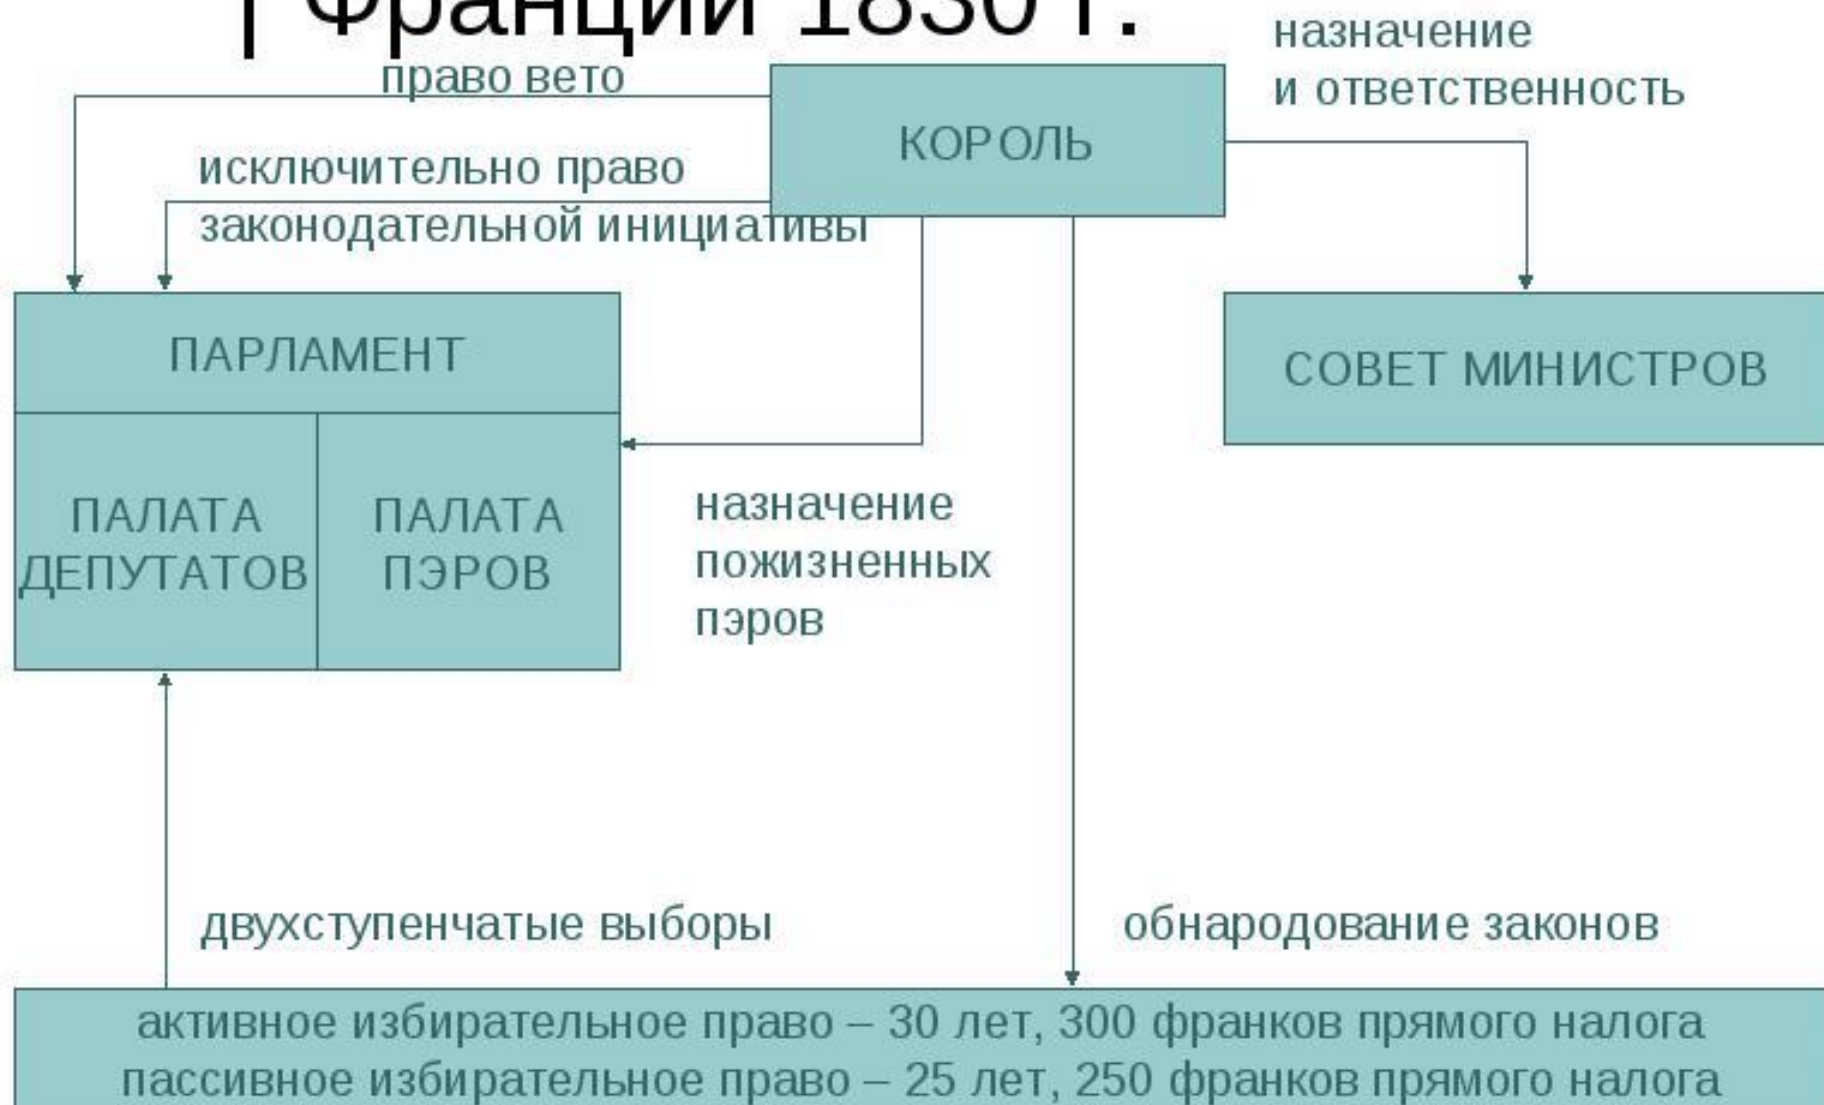 Франции 1830 г.
право вето
назначение
и ответственность
КОРОЛЬ
исключительно право
законодательной инициативы
ПАРЛАМЕНТ
СОВЕТ МИНИСТРОВ
ПАЛАТА
ДЕПУТАТОВ
ПАЛАТА
ПЭРОВ
назначение
пожизненных
пэров
двухступенчатые выборы
обнародование законов
активное избирательное право – 30 лет, 300 франков прямого налога
пассивное избирательное право – 25 лет, 250 франков прямого налога